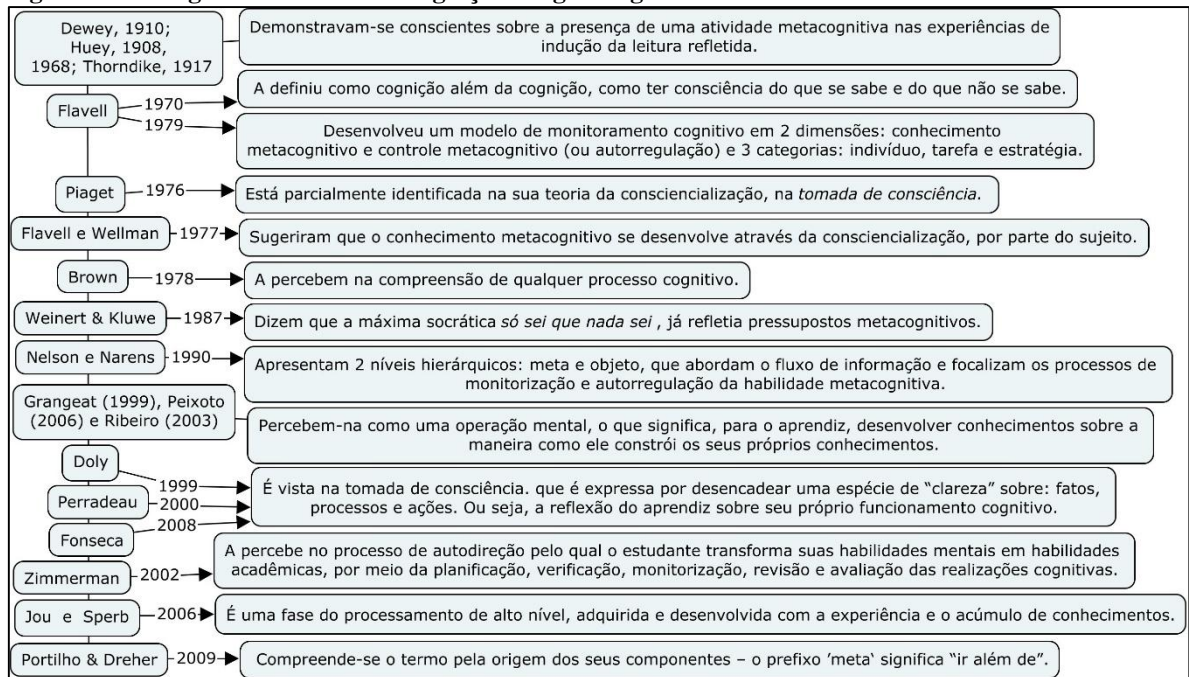 Dewey, 1910;
Huey, 1908,
1968; Thorndike, 1917
Demonstravam-se conscientes sobre a presença de uma atividade metacognitiva nas experiências de
indução da leitura refletida.
Flavell
1970
A definiu como cognição além da cognição, como ter consciência do que se sabe e do que não se sabe.
1979
Desenvolveu um modelo de monitoramento cognitivo em 2 dimensões: conhecimento
metacognitivo e controle metacognitivo (ou autorregulação) e 3 categorias: indivíduo, tarefa e estratégia.
Piaget
1976
Está parcialmente identificada na sua teoria da consciencialização, na tomada de consciência.
Flavell e Wellman
1977
Sugeriram que o conhecimento metacognitivo se desenvolve através da consciencialização, por parte do sujeito.
Brown
1978
A percebem na compreensão de qualquer processo cognitivo.
Weinert & Kluwe
1987
Dizem que a máxima socrática só sei que nada sei , já refletia pressupostos metacognitivos.
Nelson e Narens
1990
Apresentam 2 níveis hierárquicos: meta e objeto, que abordam o fluxo de informação e focalizam os processos de
monitorização e autorregulação da habilidade metacognitiva.
Grangeat (1999), Peixoto
(2006) e Ribeiro (2003)
Percebem-na como uma operação mental, o que significa, para o aprendiz, desenvolver conhecimentos sobre a
maneira como ele constrói os seus próprios conhecimentos.
Doly
1999
Perradeau
2000
Fonseca
2008
É vista na tomada de consciência. que é expressa por desencadear uma espécie de “clareza” sobre: fatos,
processos e ações. Ou seja, a reflexão do aprendiz sobre seu próprio funcionamento cognitivo.
Zimmerman
2002
A percebe no processo de autodireção pelo qual o estudante transforma suas habilidades mentais em habilidades
acadêmicas, por meio da planificação, verificação, monitorização, revisão e avaliação das realizações cognitivas.
Jou e Sperb
2006
É uma fase do processamento de alto nível, adquirida e desenvolvida com a experiência e o acúmulo de conhecimentos.
Portilho & Dreher
2009
Compreende-se o termo pela origem dos seus componentes – o prefixo ’meta‘ significa “ir além de”.